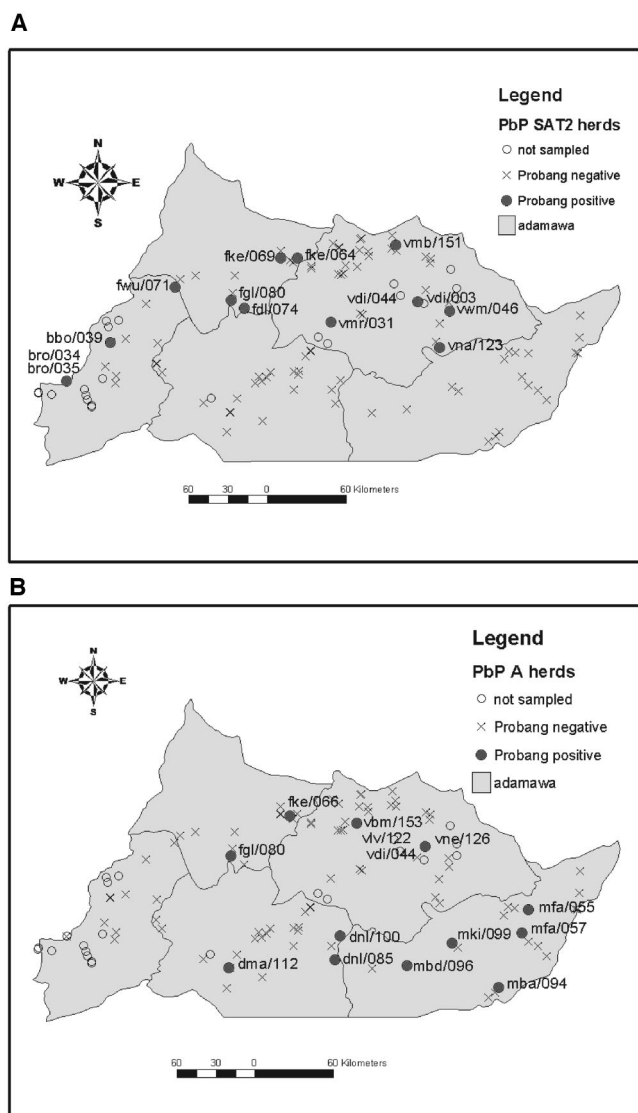 A
N
W E
S
Legend
PbP SAT2 herds
not sampled
Probang negative
Probang positive
adamawa
vmb/151
fke/069 fke/064
fwu/071
fgl/080
fdl/074
vdi/044 vdi/003
vwm/046
vmr/031
bbo/039
vna/123
bro/034
bro/035
60 30 0 60 Kilometers
B
N
W E
S
Legend
PbP A herds
not sampled
Probang negative
Probang positive
adamawa
fke/066
vbm/153
vlv/122 vne/126
vdi/044
fgl/080
mfa/055
mfa/057
dnl/100
mki/099
dnl/085
dma/112
mbd/096
mba/094
60 30 0 60 Kilometers